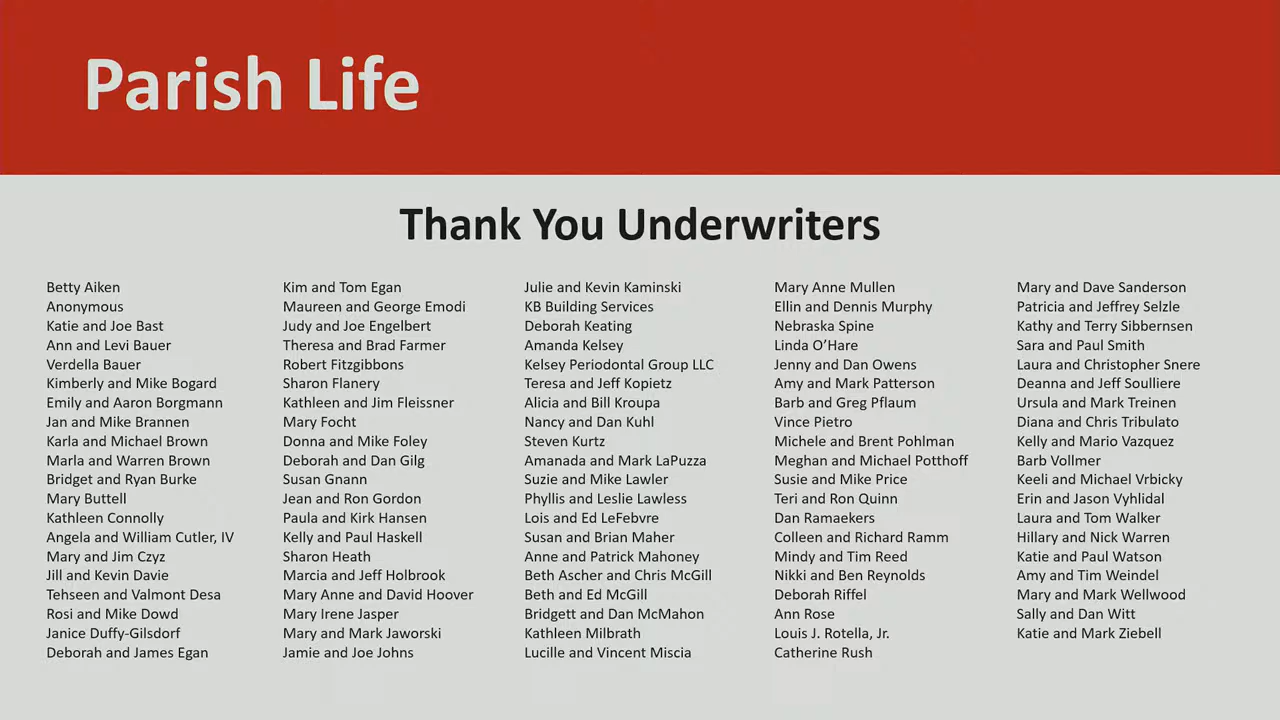 Parish Life
Thank You Underwriters
Betty Aiken
Anonymous
Katie and Joe Bast
Ann and Levi Bauer
Verdella Bauer
Kimberly and Mike Bogard
Emily and Aaron Borgmann
Jan and Mike Brannen
Karla and Michael Brown
Marla and Warren Brown
Bridget and Ryan Burke
Mary Buttell
Kathleen Connolly
Angela and William Cutler, IV
Mary and Jim Czyz
Jill and Kevin Davie
Tehseen and Valmont Desa
Rosi and Mike Dowd
Janice Duffy-Gilsdorf
Deborah and James Egan
Kim and Tom Egan
Maureen and George Emodi
Judy and Joe Engelbert
Theresa and Brad Farmer
Robert Fitzgibbons
Sharon Flanery
Kathleen and Jim Fleissner
Mary Focht
Donna and Mike Foley
Deborah and Dan Gilg
Susan Gnann
Jean and Ron Gordon
Paula and Kirk Hansen
Kelly and Paul Haskell
Sharon Heath
Marcia and Jeff Holbrook
Mary Anne and David Hoover
Mary Irene Jasper
Mary and Mark Jaworski
Jamie and Joe Johns
Julie and Kevin Kaminski
KB Building Services
Deborah Keating
Amanda Kelsey
Kelsey Periodontal Group LLC
Teresa and Jeff Kopietz
Alicia and Bill Kroupa
Nancy and Dan Kuhl
Steven Kurtz
Amanada and Mark LaPuzza
Suzie and Mike Lawler
Phyllis and Leslie Lawless
Lois and Ed LeFebvre
Susan and Brian Maher
Anne and Patrick Mahoney
Beth Ascher and Chris McGill
Beth and Ed McGill
Bridgett and Dan McMahon
Kathleen Milbrath
Lucille and Vincent Miscia
Mary Anne Mullen
Ellin and Dennis Murphy
Nebraska Spine
Linda O’Hare
Jenny and Dan Owens
Amy and Mark Patterson
Barb and Greg Pflaum
Vince Pietro
Michele and Brent Pohlman
Meghan and Michael Potthoff
Susie and Mike Price
Teri and Ron Quinn
Dan Ramaekers
Colleen and Richard Ramm
Mindy and Tim Reed
Nikki and Ben Reynolds
Deborah Riffel
Ann Rose
Louis J. Rotella, Jr.
Catherine Rush
Mary and Dave Sanderson
Patricia and Jeffrey Selzle
Kathy and Terry Sibbernsen
Sara and Paul Smith
Laura and Christopher Snere
Deanna and Jeff Soulliere
Ursula and Mark Treinen
Diana and Chris Tribulato
Kelly and Mario Vazquez
Barb Vollmer
Keeli and Michael Vrbicky
Erin and Jason Vyhlidal
Laura and Tom Walker
Hillary and Nick Warren
Katie and Paul Watson
Amy and Tim Weindel
Mary and Mark Wellwood
Sally and Dan Witt
Katie and Mark Ziebell